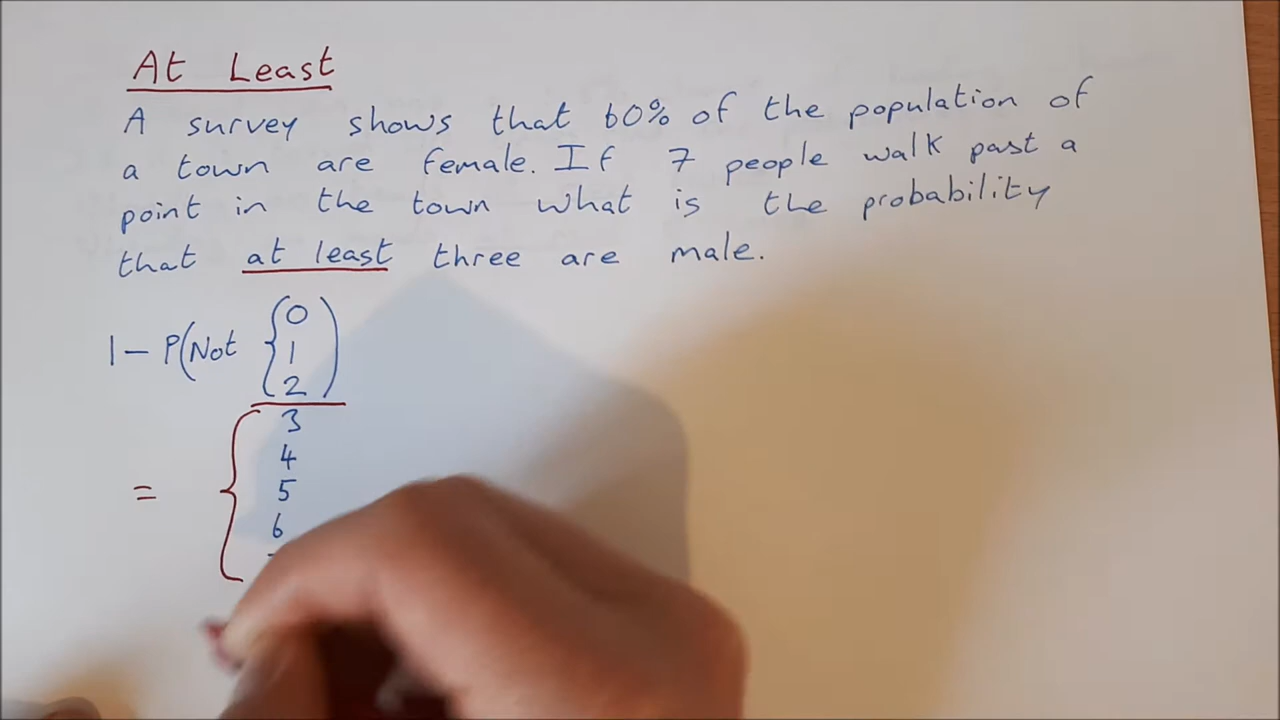 At Least
A survey shows that 60% of the population of
a town are female. If 7 people walk past a
point in the town what is the probability
that at least three are male.
1 - P(Not { 0
1
2 )
3
4
= { 5
6